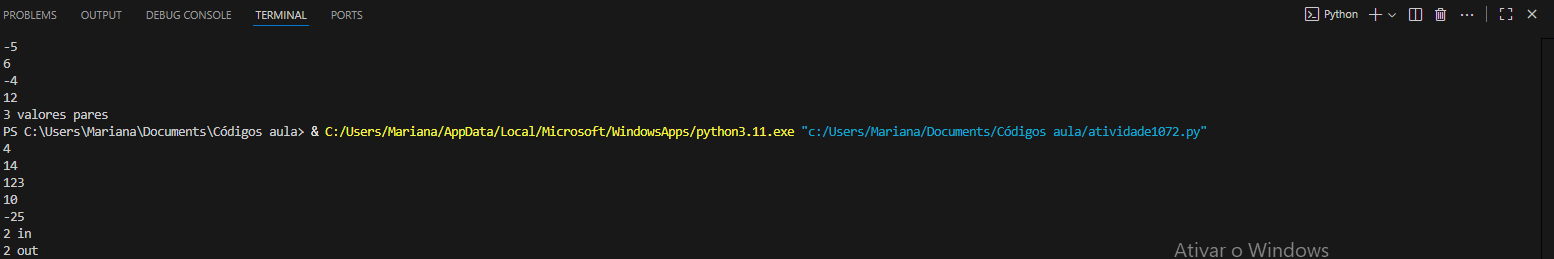 PROBLEMS OUTPUT DEBUG CONSOLE TERMINAL PORTS Python
-5
6
-4
12
3 valores pares
PS C:\Users\Mariana\Documents\Códigos aula> & C:/Users/Mariana/AppData/Local/Microsoft/WindowsApps/python3.11.exe "c:/Users/Mariana/Documents/Códigos aula/atividade1072.py"
4
14
123
10
-25
2 in
2 out
Ativar o Windows